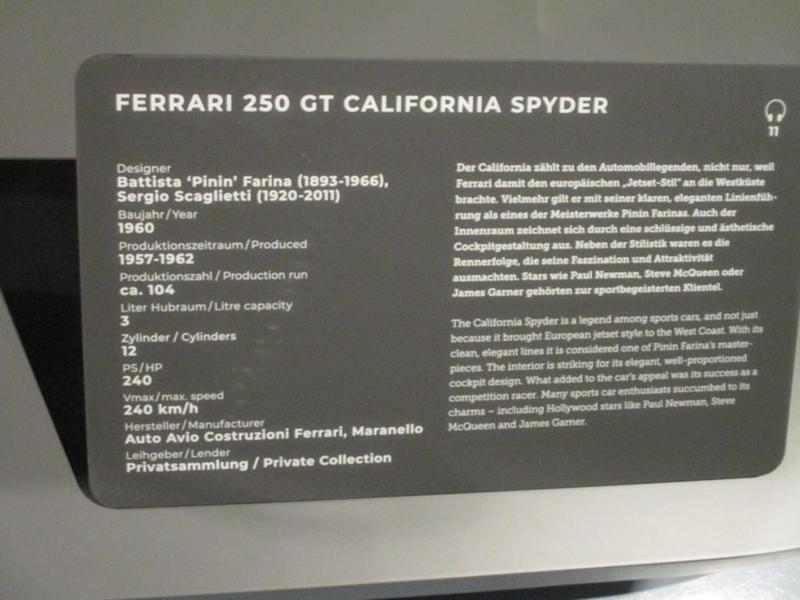 FERRARI 250 GT CALIFORNIA SPYDER
11
Designer
Battista ‘Pinin’ Farina (1893-1966),
Sergio Scaglietti (1920-2011)
Baujahr/Year
1960
Produktionszeitraum/Produced
1957-1962
Produktionszahl / Production run
ca. 104
Liter Hubraum/Litre capacity
3
Zylinder / Cylinders
12
PS/HP
240
Vmax/max. speed
240 km/h
Hersteller/Manufacturer
Auto Avio Costruzioni Ferrari, Maranello
Leihgeber/Lender
Privatsammlung / Private Collection
Der California zählt zu den Automobillegenden, nicht nur, weil
Ferrari damit den europäischen „Jetset-Stil“ an die Westküste
brachte. Vielmehr gilt er mit seiner klaren, eleganten Linienfüh-
rung als eines der Meisterwerke Pinin Farinas. Auch der
Innenraum zeichnet sich durch eine schlüssige und ästhetische
Cockpitgestaltung aus. Neben der Stilistik waren es die
Rennerfolge, die seine Faszination und Attraktivität
ausmachten. Stars wie Paul Newman, Steve McQueen oder
James Garner gehörten zur sportbegeisterten Klientel.
The California Spyder is a legend among sports cars, and not just
because it brought European jetset style to the West Coast. With its
clean, elegant lines it is considered one of Pinin Farina's master-
pieces. The interior is striking for its elegant, well-proportioned
cockpit design. What added to the car's appeal was its success as a
competition racer. Many sports car enthusiasts succumbed to its
charms – including Hollywood stars like Paul Newman, Steve
McQueen and James Garner.